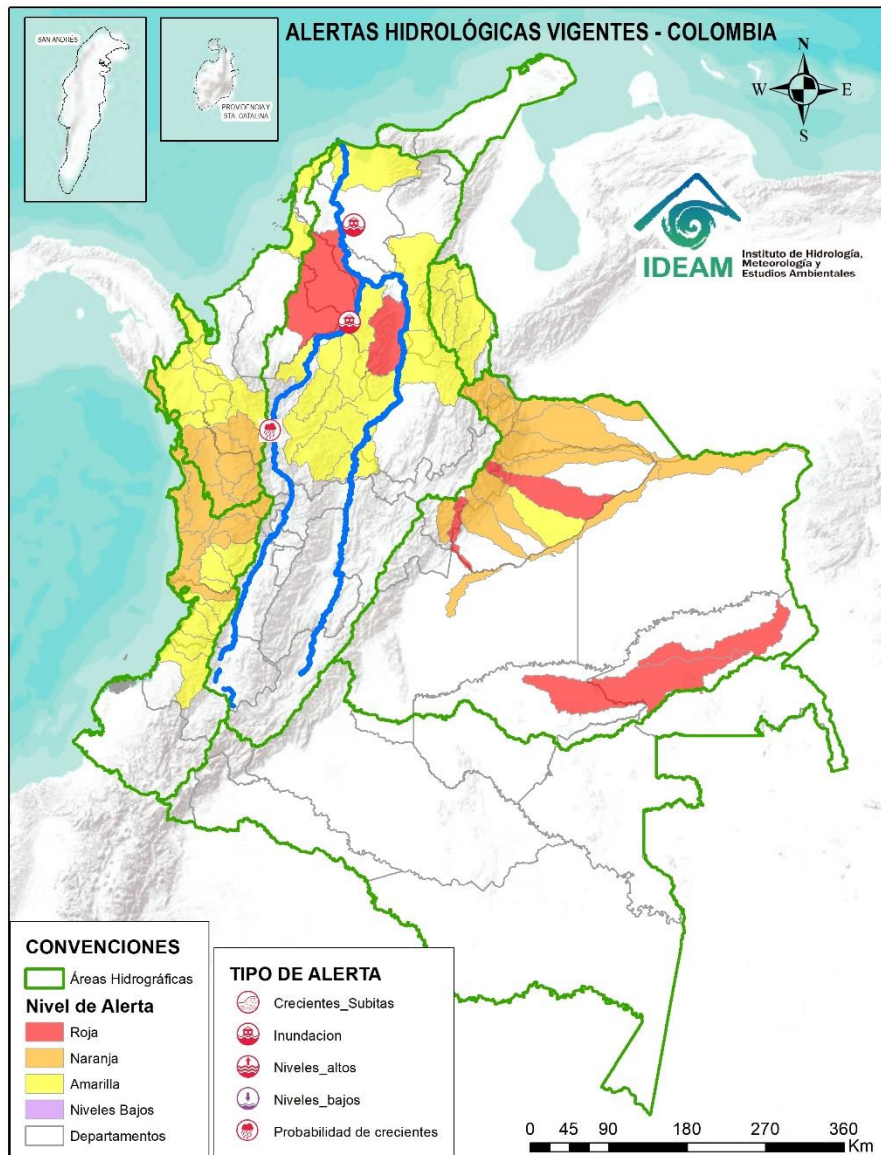 ALERTAS HIDROLÓGICAS VIGENTES - COLOMBIA
SAN ANDRÉS
PROVIDENCIA Y
STA. CATALINA
N
W
E
S
IDEAM
Instituto de Hidrología,
Meteorología y
Estudios Ambientales
CONVENCIONES
Áreas Hidrográficas
Nivel de Alerta
Roja
Naranja
Amarilla
Niveles Bajos
Departamentos
TIPO DE ALERTA
Crecientes_Subitas
Inundacion
Niveles_altos
Niveles_bajos
Probabilidad de crecientes
0 45 90 180 270 360
Km